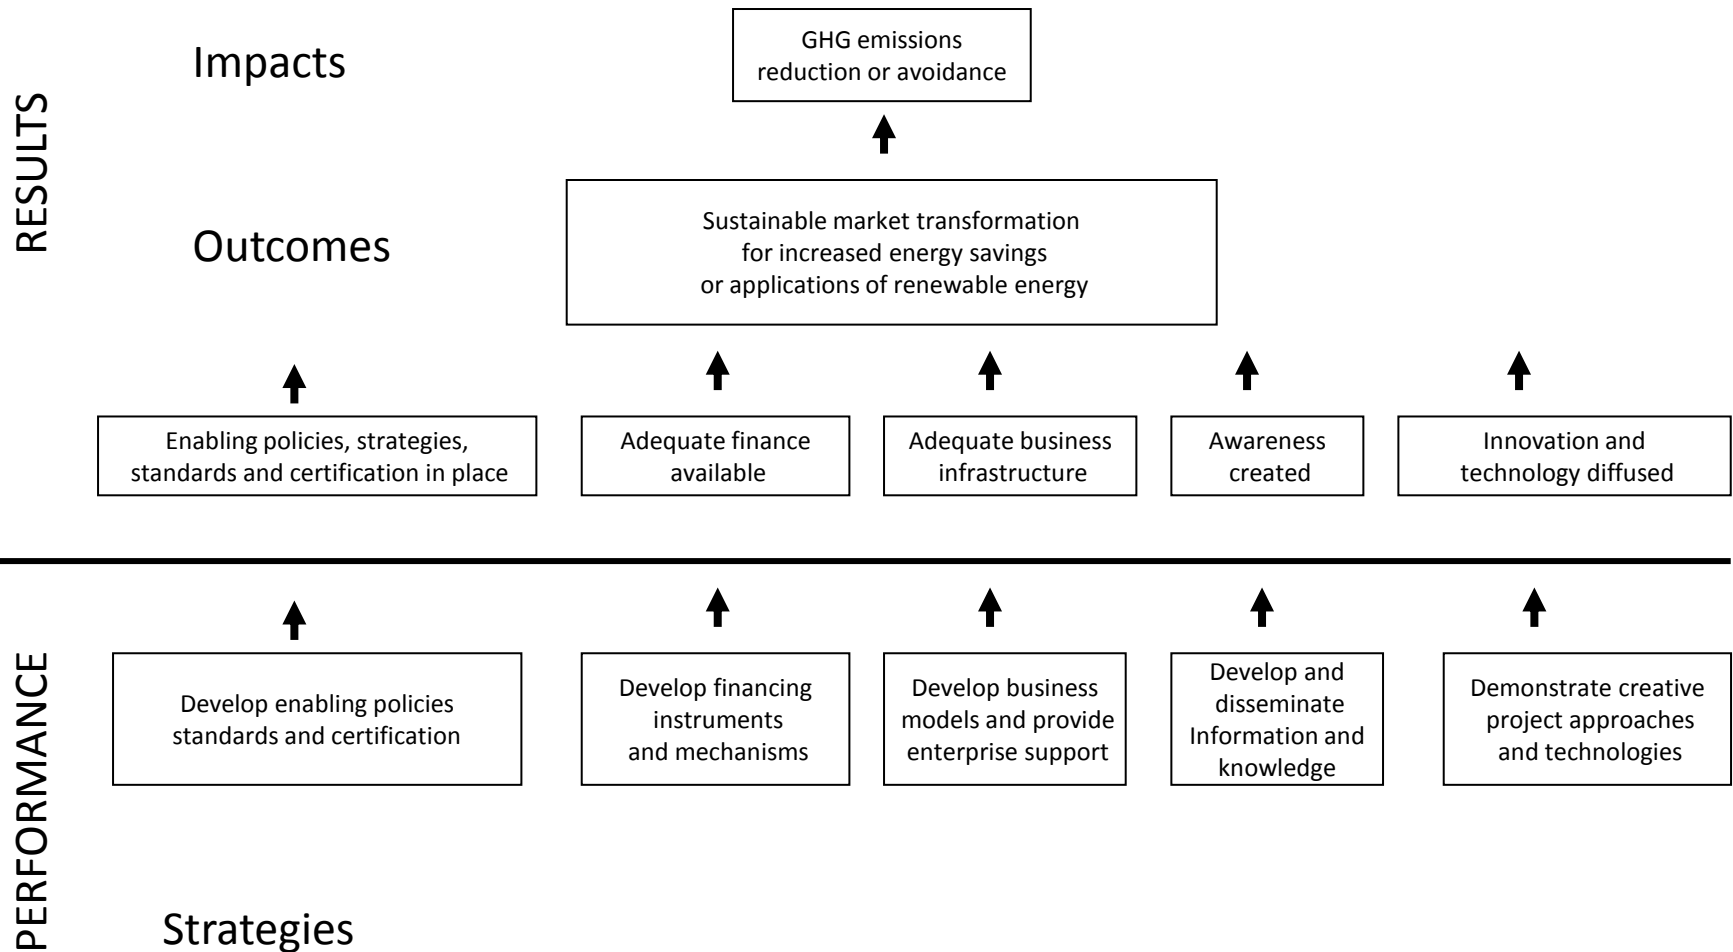 RESULTS
Impacts
GHG emissions
reduction or avoidance
Outcomes
Sustainable market transformation
for increased energy savings
or applications of renewable energy
Enabling policies, strategies,
standards and certification in place
Adequate finance
available
Adequate business
infrastructure
Awareness
created
Innovation and
technology diffused
PERFORMANCE
Develop enabling policies
standards and certification
Develop financing
instruments
and mechanisms
Develop business
models and provide
enterprise support
Develop and
disseminate
Information and
knowledge
Demonstrate creative
project approaches
and technologies
Strategies